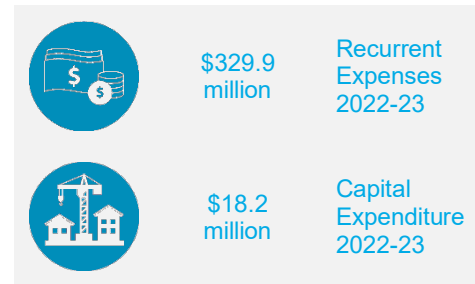 $329.9
million
Recurrent
Expenses
2022-23
$18.2
million
Capital
Expenditure
2022-23
$
$